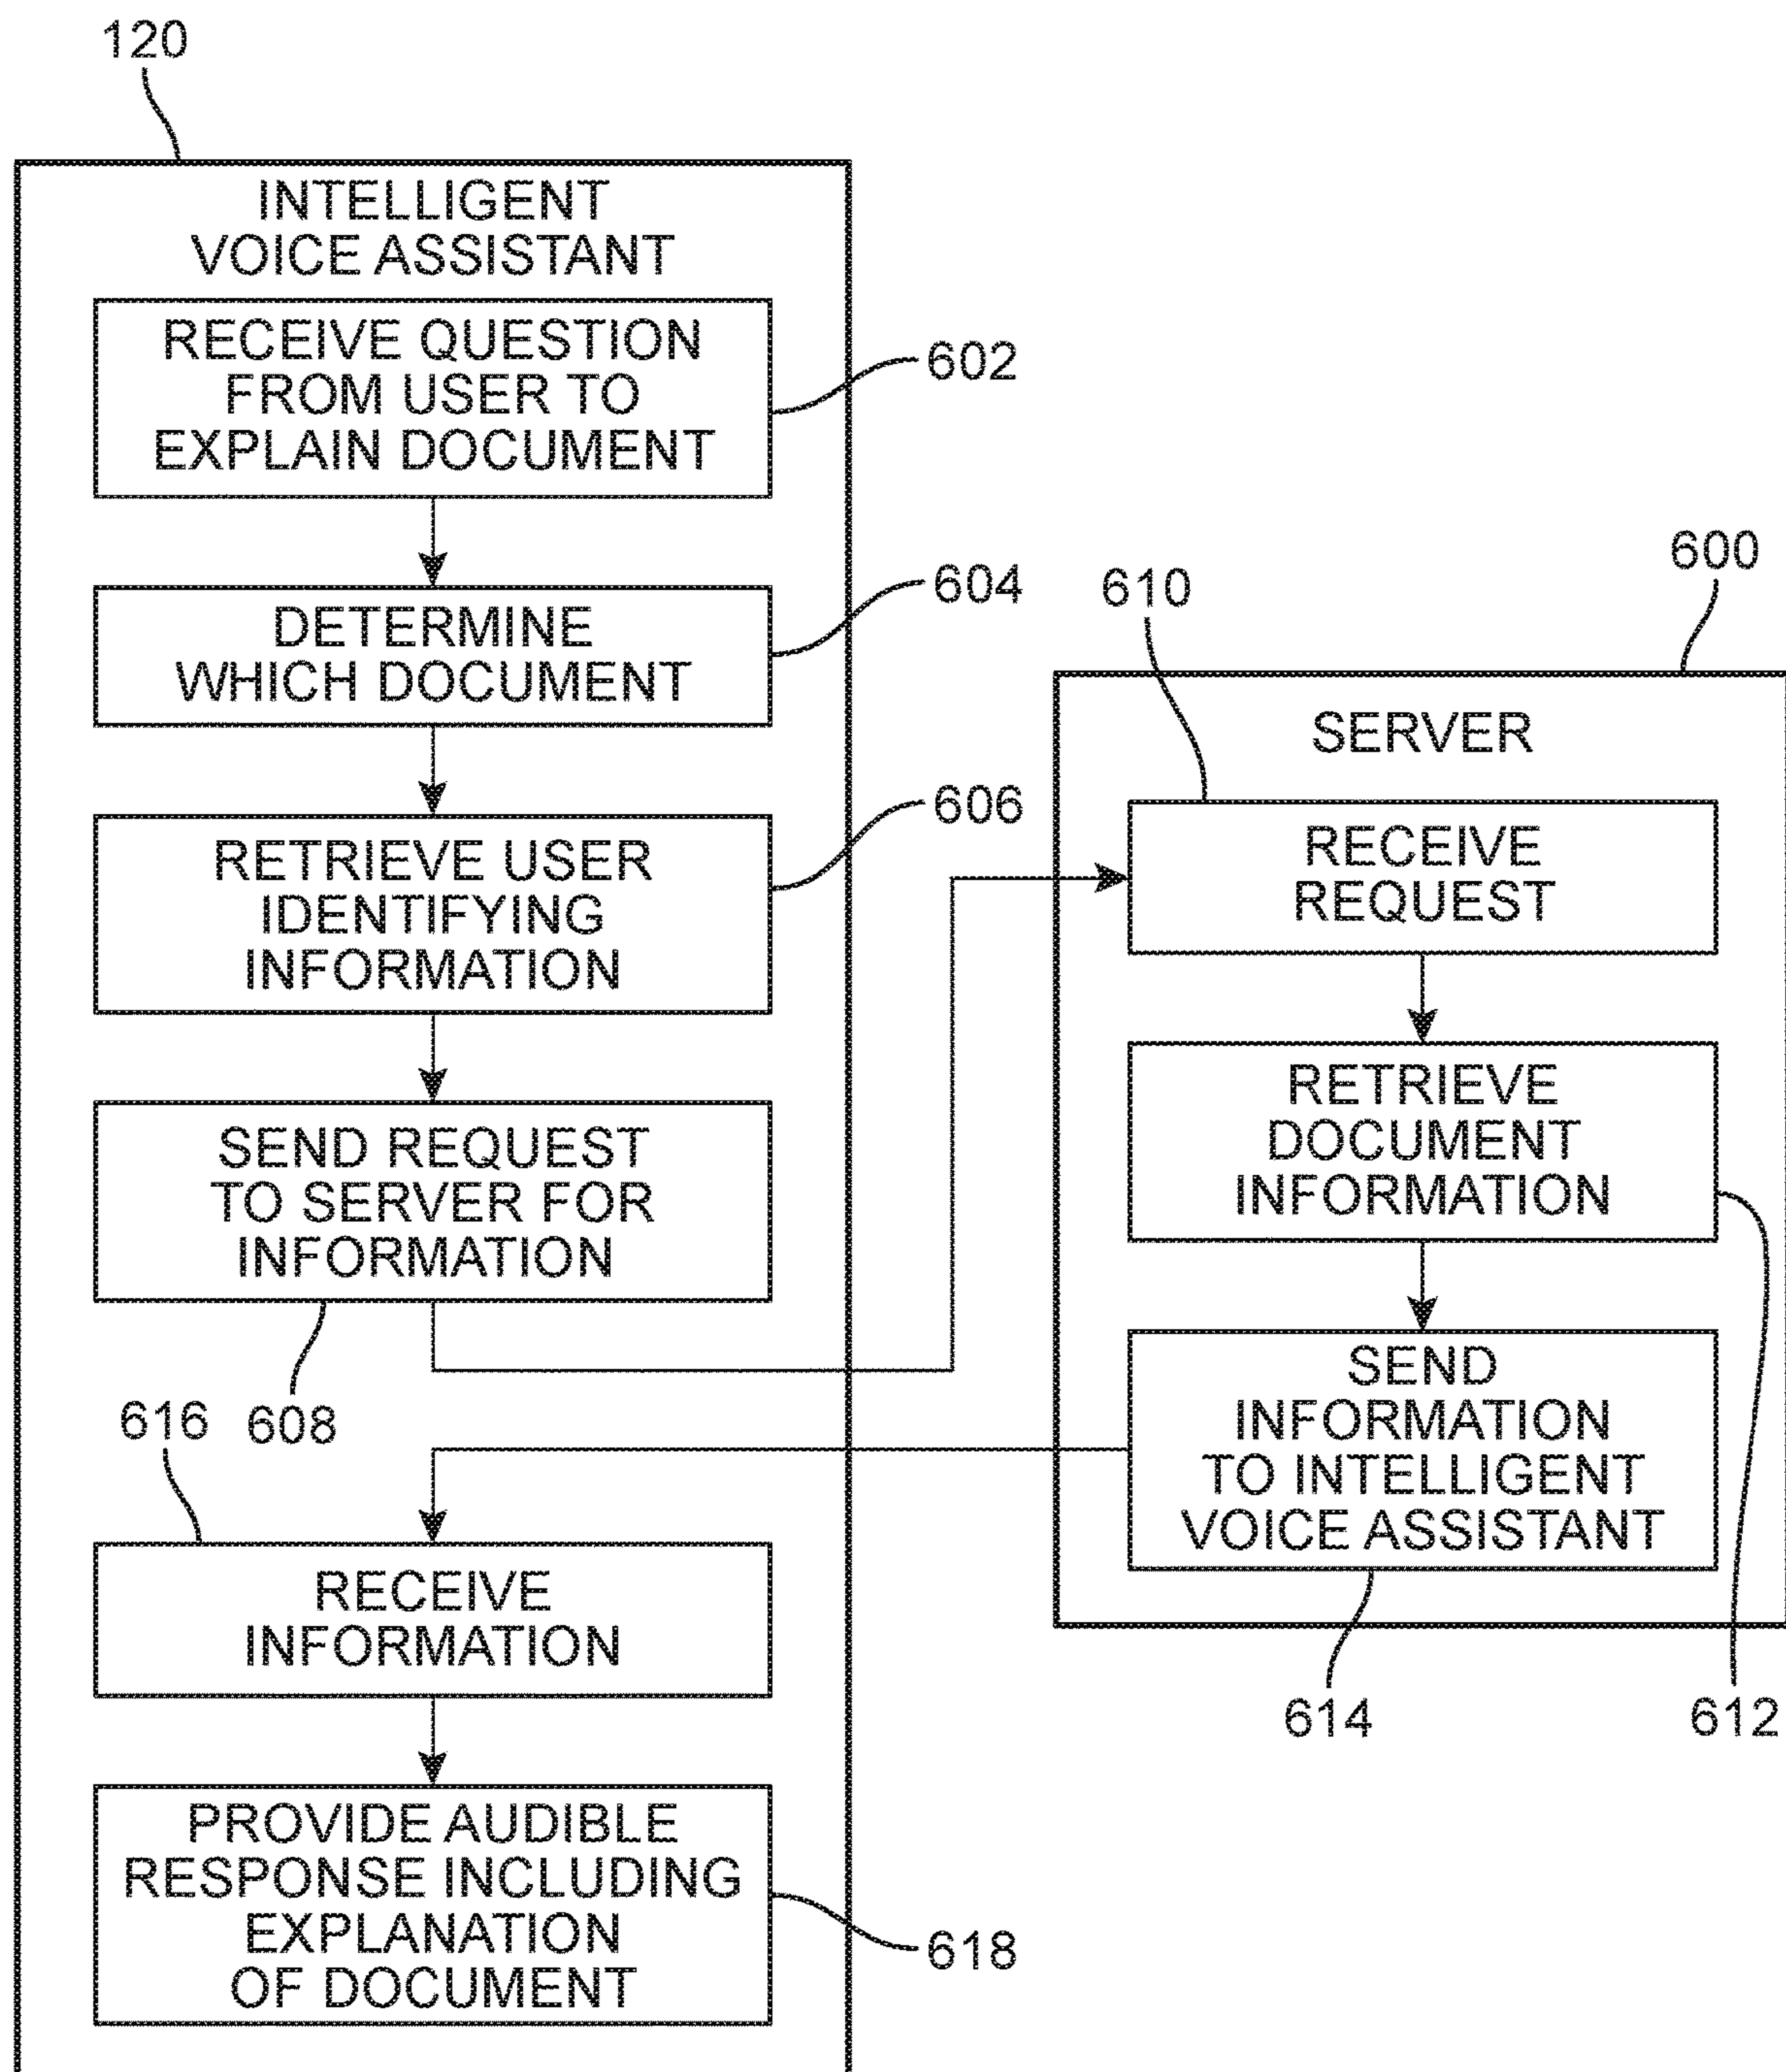 120
INTELLIGENT
VOICE ASSISTANT
RECEIVE QUESTION
FROM USER TO
EXPLAIN DOCUMENT
602
DETERMINE
WHICH DOCUMENT
604
RETRIEVE USER
IDENTIFYING
INFORMATION
606
SEND REQUEST
TO SERVER FOR
INFORMATION
608
600
SERVER
610
RECEIVE
REQUEST
RETRIEVE
DOCUMENT
INFORMATION
612
SEND
INFORMATION
TO INTELLIGENT
VOICE ASSISTANT
614
616
RECEIVE
INFORMATION
PROVIDE AUDIBLE
RESPONSE INCLUDING
EXPLANATION
OF DOCUMENT
618